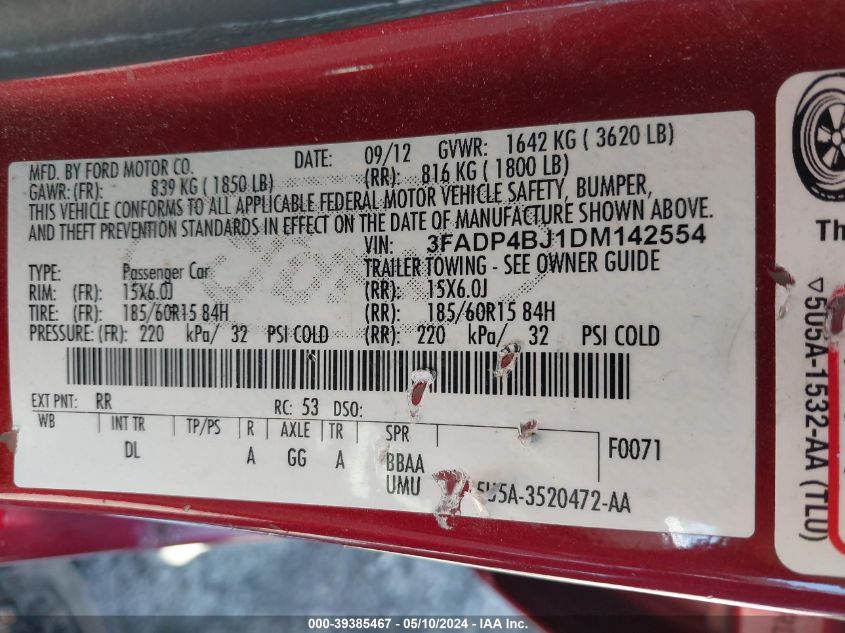 MFD. BY FORD MOTOR CO. DATE: 09/12 GVWR: 1642 KG ( 3620 LB)
GAWR: (FR): 839 KG ( 1850 LB) (RR): 816 KG ( 1800 LB)
THIS VEHICLE CONFORMS TO ALL APPLICABLE FEDERAL MOTOR VEHICLE SAFETY, BUMPER,
AND THEFT PREVENTION STANDARDS IN EFFECT ON THE DATE OF MANUFACTURE SHOWN ABOVE.
VIN: 3FADP4BJ1DM142554
TYPE: Passenger Car TRAILER TOWING - SEE OWNER GUIDE
RIM: (FR): 15X6.0J (RR): 15X6.0J
TIRE: (FR): 185/60R15 84H (RR): 185/60R15 84H
PRESSURE: (FR): 220 kPa/ 32 PSI COLD (RR): 220 kPa/ 32 PSI COLD
EXT PNT: RR RC: 53 DSO:
WB INT TR TP/PS R AXLE TR SPR
DL A GG A BBAA F0071
UMU 5U5A-3520472-AA
Th
▽5U5A-1532-AA (TLU)
000-39385467 - 05/10/2024 - IAA Inc.